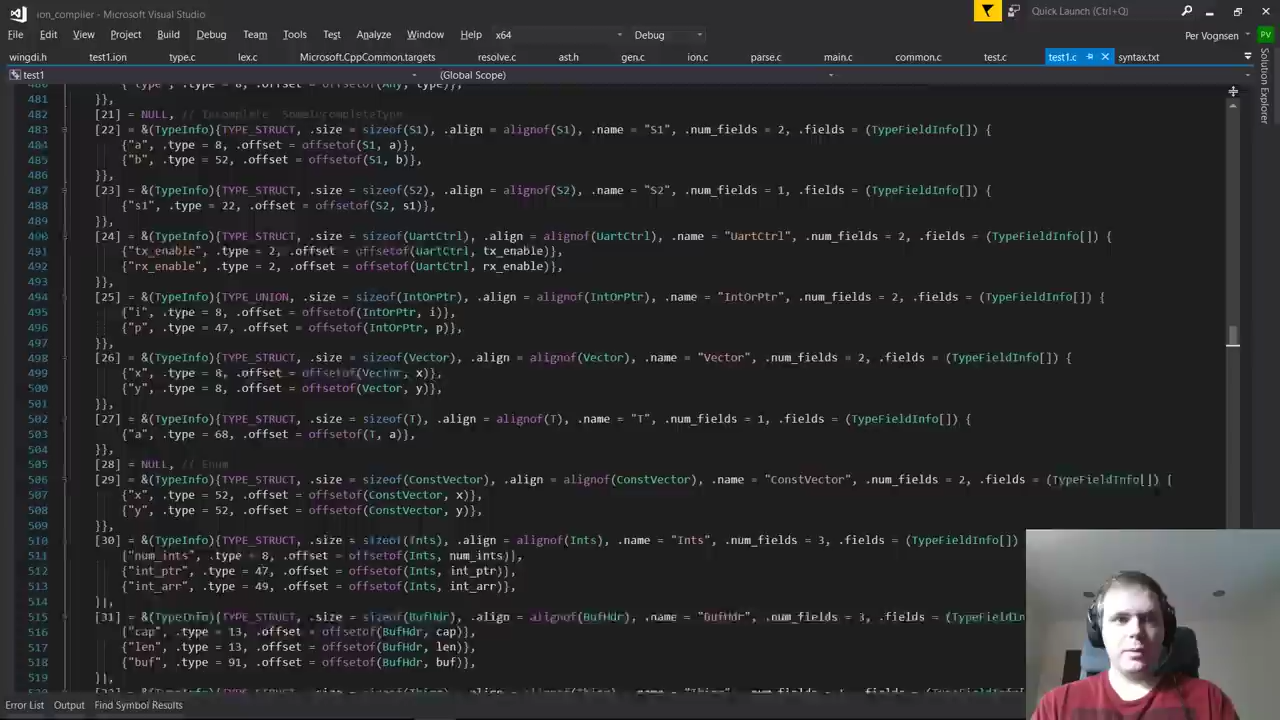 ion_compiler - Microsoft Visual Studio
Quick Launch (Ctrl+Q)
File Edit View Project Build Debug Team Tools Test Analyze Window Help x64 Debug Per Vognsen PV
wingdi.h test1.ion type.c lex.c Microsoft.CppCommon.targets resolve.c ast.h gen.c ion.c parse.c main.c common.c test.c test1.c syntax.txt
test1 (Global Scope)
Solution Explorer
480 {"type", .type = 8, .offset = offsetof(Any, type)},
481 }},
482 [21] = NULL, // Incomplete SomeIncompleteType
483 [22] = &(TypeInfo){TYPE_STRUCT, .size = sizeof(S1), .align = alignof(S1), .name = "S1", .num_fields = 2, .fields = (TypeFieldInfo[]) {
484 {"a", .type = 8, .offset = offsetof(S1, a)},
485 {"b", .type = 52, .offset = offsetof(S1, b)},
486 }},
487 [23] = &(TypeInfo){TYPE_STRUCT, .size = sizeof(S2), .align = alignof(S2), .name = "S2", .num_fields = 1, .fields = (TypeFieldInfo[]) {
488 {"s1", .type = 22, .offset = offsetof(S2, s1)},
489 }},
490 [24] = &(TypeInfo){TYPE_STRUCT, .size = sizeof(UartCtrl), .align = alignof(UartCtrl), .name = "UartCtrl", .num_fields = 2, .fields = (TypeFieldInfo[]) {
491 {"tx_enable", .type = 2, .offset = offsetof(UartCtrl, tx_enable)},
492 {"rx_enable", .type = 2, .offset = offsetof(UartCtrl, rx_enable)},
493 }},
494 [25] = &(TypeInfo){TYPE_UNION, .size = sizeof(IntOrPtr), .align = alignof(IntOrPtr), .name = "IntOrPtr", .num_fields = 2, .fields = (TypeFieldInfo[]) {
495 {"i", .type = 8, .offset = offsetof(IntOrPtr, i)},
496 {"p", .type = 47, .offset = offsetof(IntOrPtr, p)},
497 }},
498 [26] = &(TypeInfo){TYPE_STRUCT, .size = sizeof(Vector), .align = alignof(Vector), .name = "Vector", .num_fields = 2, .fields = (TypeFieldInfo[]) {
499 {"x", .type = 8, .offset = offsetof(Vector, x)},
500 {"y", .type = 8, .offset = offsetof(Vector, y)},
501 }},
502 [27] = &(TypeInfo){TYPE_STRUCT, .size = sizeof(T), .align = alignof(T), .name = "T", .num_fields = 1, .fields = (TypeFieldInfo[]) {
503 {"a", .type = 68, .offset = offsetof(T, a)},
504 }},
505 [28] = NULL, // Enum
506 [29] = &(TypeInfo){TYPE_STRUCT, .size = sizeof(ConstVector), .align = alignof(ConstVector), .name = "ConstVector", .num_fields = 2, .fields = (TypeFieldInfo[]) {
507 {"x", .type = 52, .offset = offsetof(ConstVector, x)},
508 {"y", .type = 52, .offset = offsetof(ConstVector, y)},
509 }},
510 [30] = &(TypeInfo){TYPE_STRUCT, .size = sizeof(Ints), .align = alignof(Ints), .name = "Ints", .num_fields = 3, .fields = (TypeFieldInfo[])
511 {"num_ints", .type = 8, .offset = offsetof(Ints, num_ints)},
512 {"int_ptr", .type = 47, .offset = offsetof(Ints, int_ptr)},
513 {"int_arr", .type = 49, .offset = offsetof(Ints, int_arr)},
514 }},
515 [31] = &(TypeInfo){TYPE_STRUCT, .size = sizeof(BufHdr), .align = alignof(BufHdr), .name = "BufHdr", .num_fields = 3, .fields = (TypeFieldIn
516 {"cap", .type = 13, .offset = offsetof(BufHdr, cap)},
517 {"len", .type = 13, .offset = offsetof(BufHdr, len)},
518 {"buf", .type = 91, .offset = offsetof(BufHdr, buf)},
519 }},
Error List Output Find Symbol Results